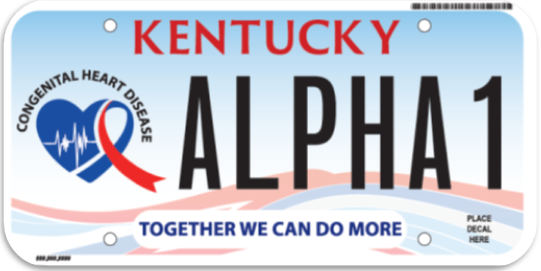 KENTUCKY
CONGENITAL HEART DISEASE
ALPHA1
TOGETHER WE CAN DO MORE
PLACE
DECAL
HERE